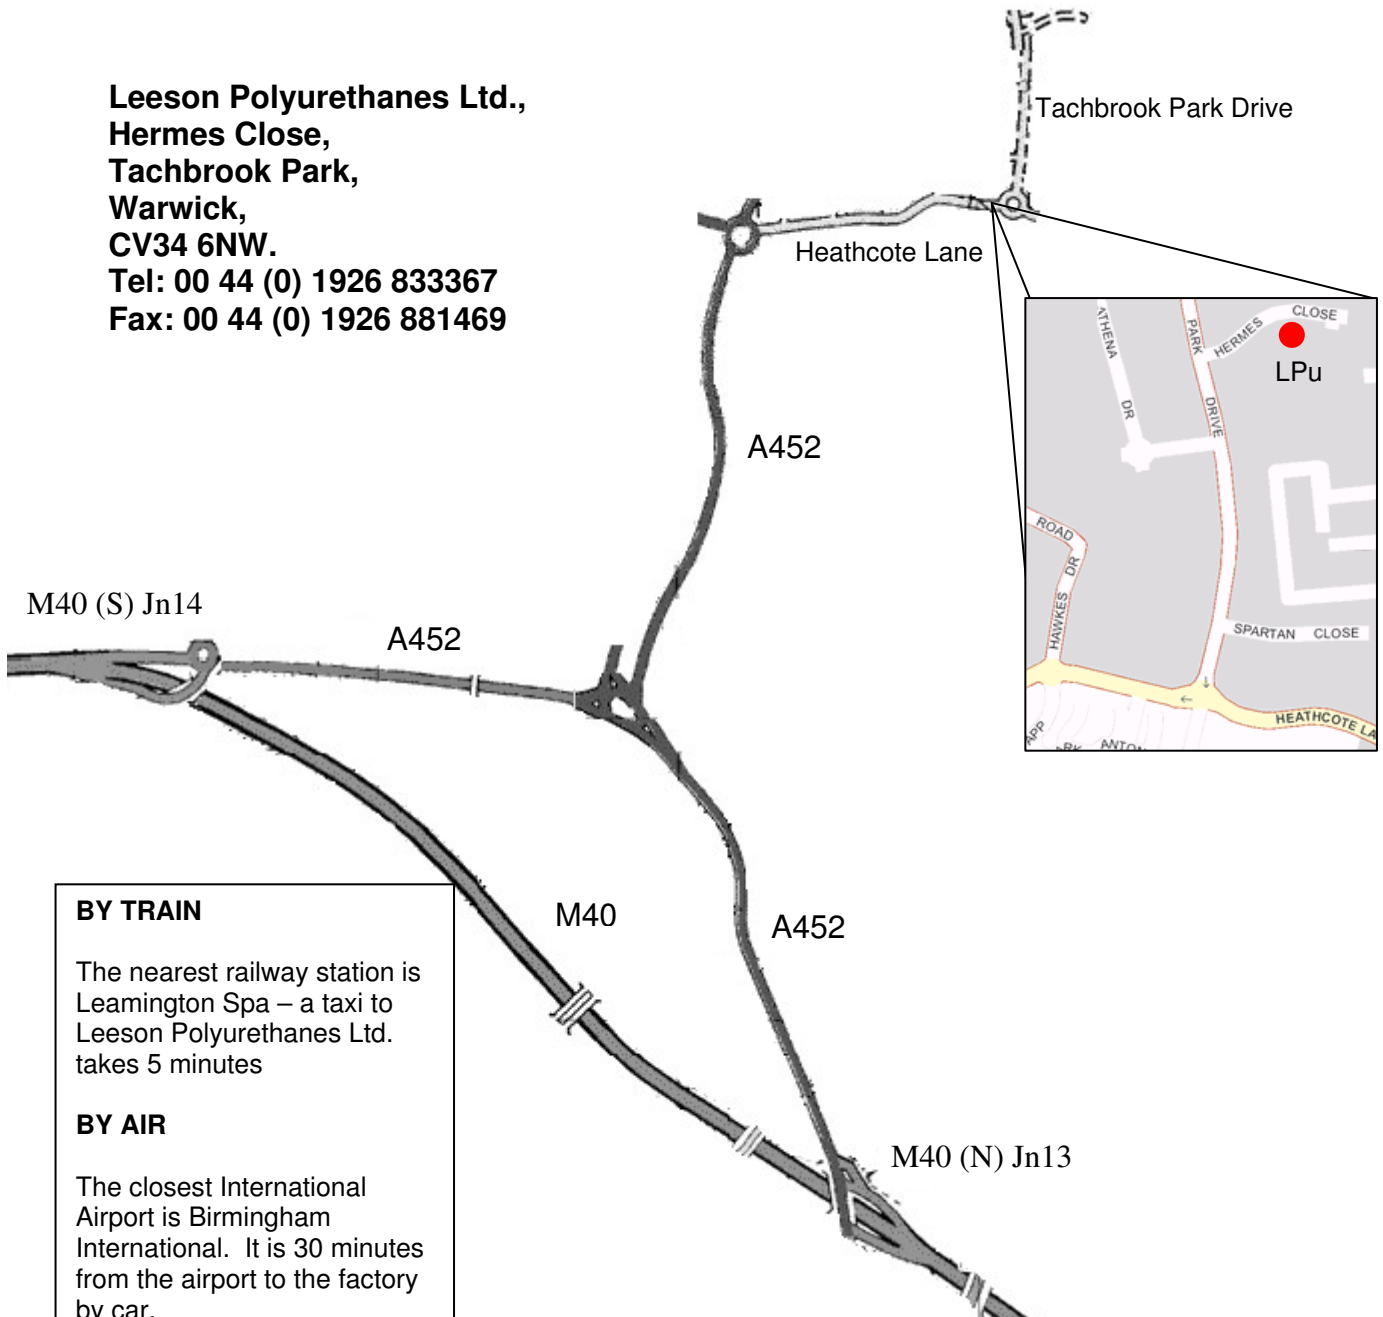 Leeson Polyurethanes Ltd.,
Hermes Close,
Tachbrook Park,
Warwick,
CV34 6NW.
Tel: 00 44 (0) 1926 833367
Fax: 00 44 (0) 1926 881469
Tachbrook Park Drive
Heathcote Lane
ATHENA
DR
PARK
DRIVE
HERMES
CLOSE
LPu
ROAD
HAWKES DR
SPARTAN CLOSE
HEATHCOTE LA
APP
ANTON
A452
M40 (S) Jn14
A452
M40
A452
M40 (N) Jn13
BY TRAIN
The nearest railway station is
Leamington Spa – a taxi to
Leeson Polyurethanes Ltd.
takes 5 minutes
BY AIR
The closest International
Airport is Birmingham
International. It is 30 minutes
from the airport to the factory
by car.